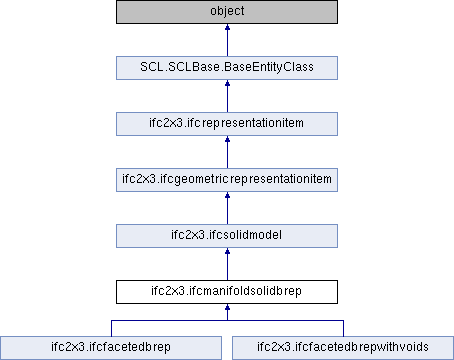 object
SCL.SCLBase.BaseEntityClass
ifc2x3.ifcrepresentationitem
ifc2x3.ifcgeometricrepresentationitem
ifc2x3.ifcsolidmodel
ifc2x3.ifcmanifoldsolidbrep
ifc2x3.ifcfacetedbrep
ifc2x3.ifcfacetedbrepwithvoids